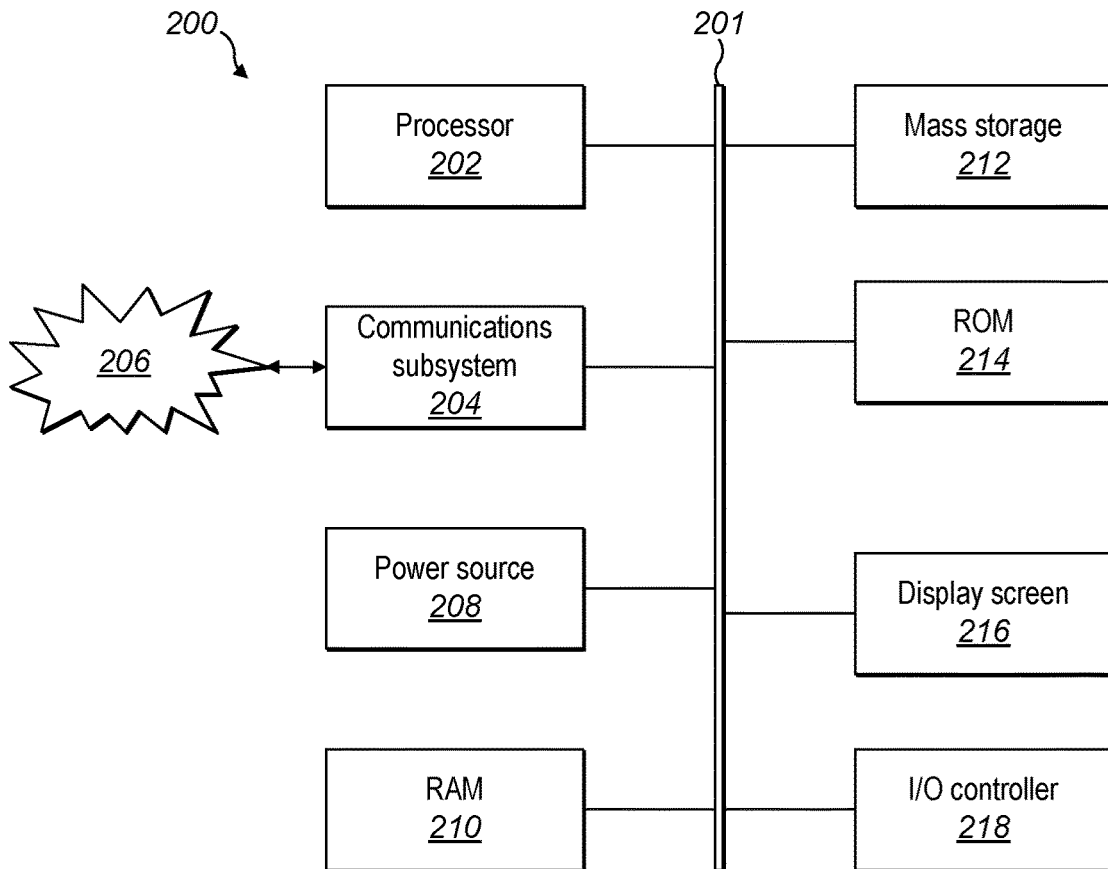 200
201
Processor
202
Mass storage
212
206
Communications
subsystem
204
ROM
214
Power source
208
Display screen
216
RAM
210
I/O controller
218